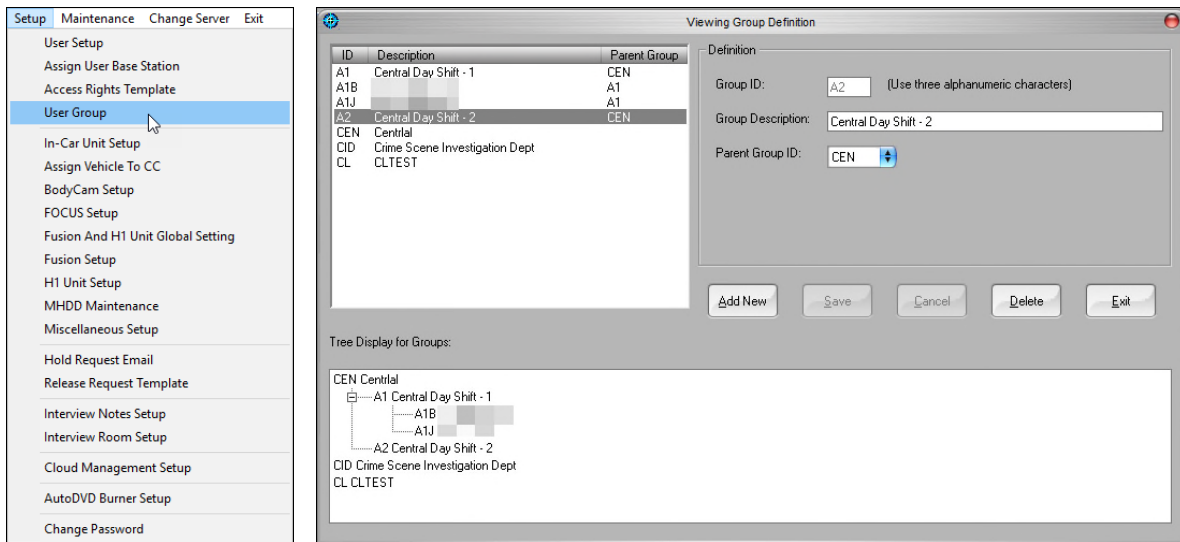 Setup Maintenance Change Server Exit
User Setup
Assign User Base Station
Access Rights Template
User Group
In-Car Unit Setup
Assign Vehicle To CC
BodyCam Setup
FOCUS Setup
Fusion And H1 Unit Global Setting
Fusion Setup
H1 Unit Setup
MHDD Maintenance
Miscellaneous Setup
Hold Request Email
Release Request Template
Interview Notes Setup
Interview Room Setup
Cloud Management Setup
AutoDVD Burner Setup
Change Password
Viewing Group Definition
ID Description Parent Group
A1 Central Day Shift - 1 CEN
A1B A1
A1J A1
A2 Central Day Shift - 2 CEN
CEN Centrlal
CID Crime Scene Investigation Dept
CL CLTEST
Definition
Group ID: A2 (Use three alphanumeric characters)
Group Description: Central Day Shift - 2
Parent Group ID: CEN
Add New Save Cancel Delete Exit
Tree Display for Groups:
CEN Centrlal
A1 Central Day Shift - 1
A1B
A1J
A2 Central Day Shift - 2
CID Crime Scene Investigation Dept
CL CLTEST